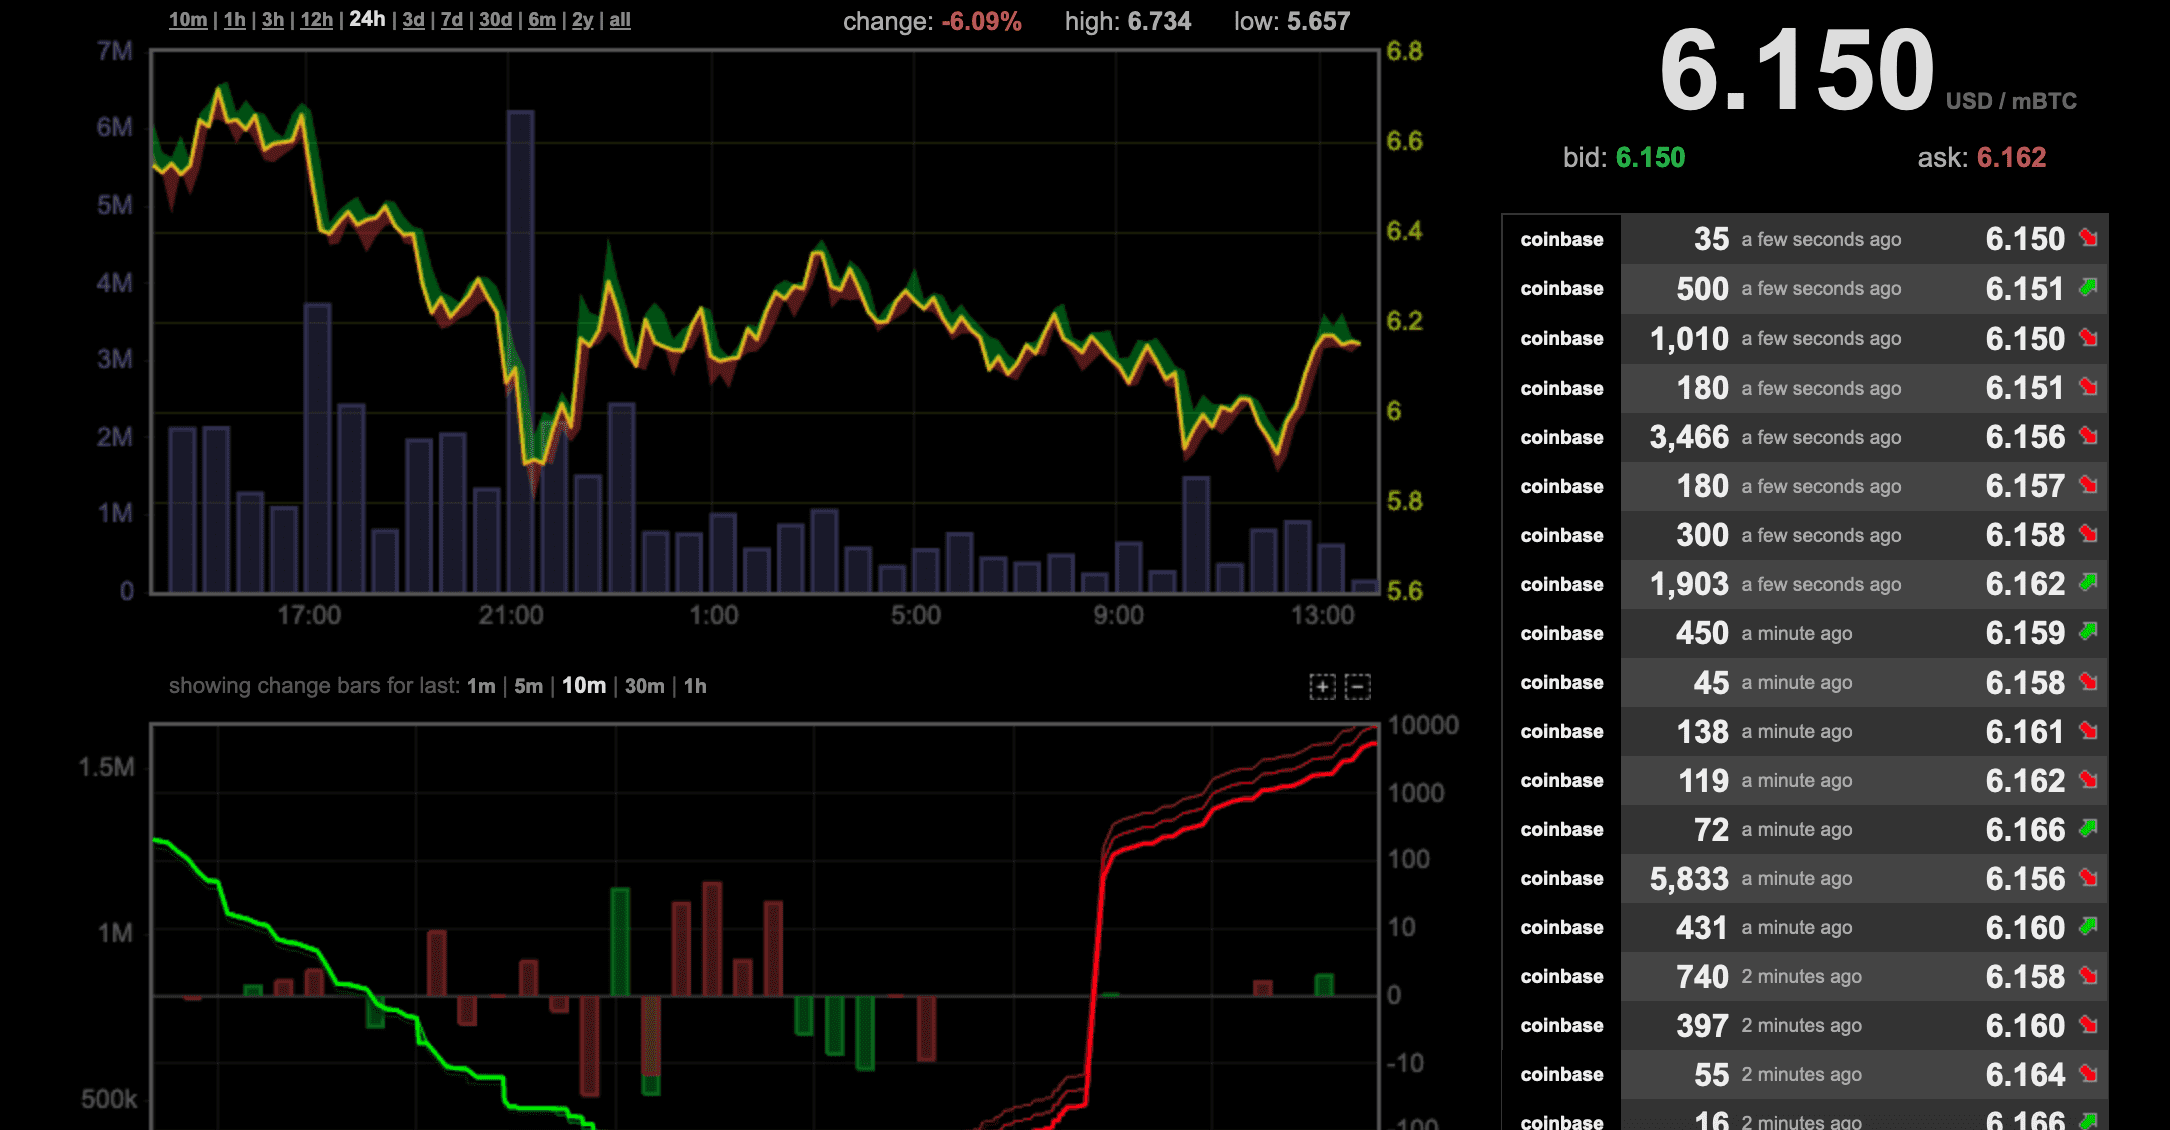 10m | 1h | 3h | 12h | 24h | 3d | 7d | 30d | 6m | 2y | all
change: -6.09% high: 6.734 low: 5.657
7M
6M
5M
4M
3M
2M
1M
0
6.8
6.6
6.4
6.2
6
5.8
5.6
17:00 21:00 1:00 5:00 9:00 13:00
showing change bars for last: 1m | 5m | 10m | 30m | 1h
+ −
1.5M
1M
500k
10000
1000
100
10
0
-10
-100
6.150 USD / mBTC
bid: 6.150 ask: 6.162
coinbase 35 a few seconds ago 6.150
coinbase 500 a few seconds ago 6.151
coinbase 1,010 a few seconds ago 6.150
coinbase 180 a few seconds ago 6.151
coinbase 3,466 a few seconds ago 6.156
coinbase 180 a few seconds ago 6.157
coinbase 300 a few seconds ago 6.158
coinbase 1,903 a few seconds ago 6.162
coinbase 450 a minute ago 6.159
coinbase 45 a minute ago 6.158
coinbase 138 a minute ago 6.161
coinbase 119 a minute ago 6.162
coinbase 72 a minute ago 6.166
coinbase 5,833 a minute ago 6.156
coinbase 431 a minute ago 6.160
coinbase 740 2 minutes ago 6.158
coinbase 397 2 minutes ago 6.160
coinbase 55 2 minutes ago 6.164
coinbase 16 2 minutes ago 6.166